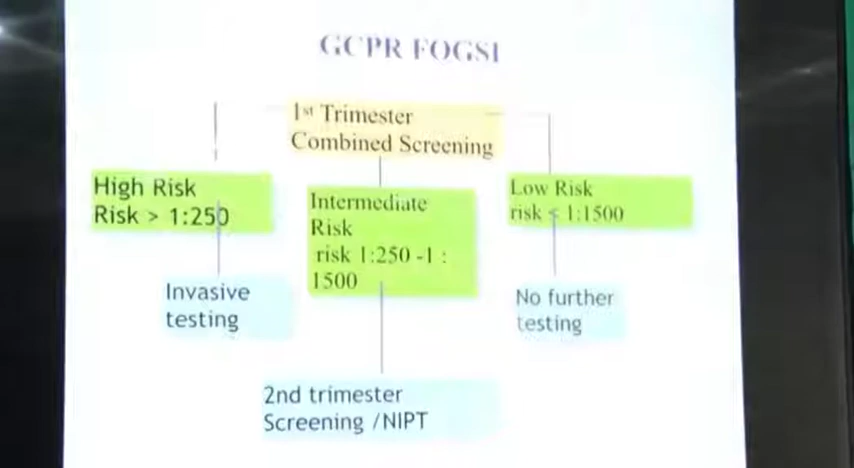 GCPR FOGSI
1st Trimester
Combined Screening
High Risk
Risk > 1:250
Intermediate
Risk
risk 1:250 -1 :
1500
Low Risk
risk < 1:1500
Invasive
testing
No further
testing
2nd trimester
Screening /NIPT